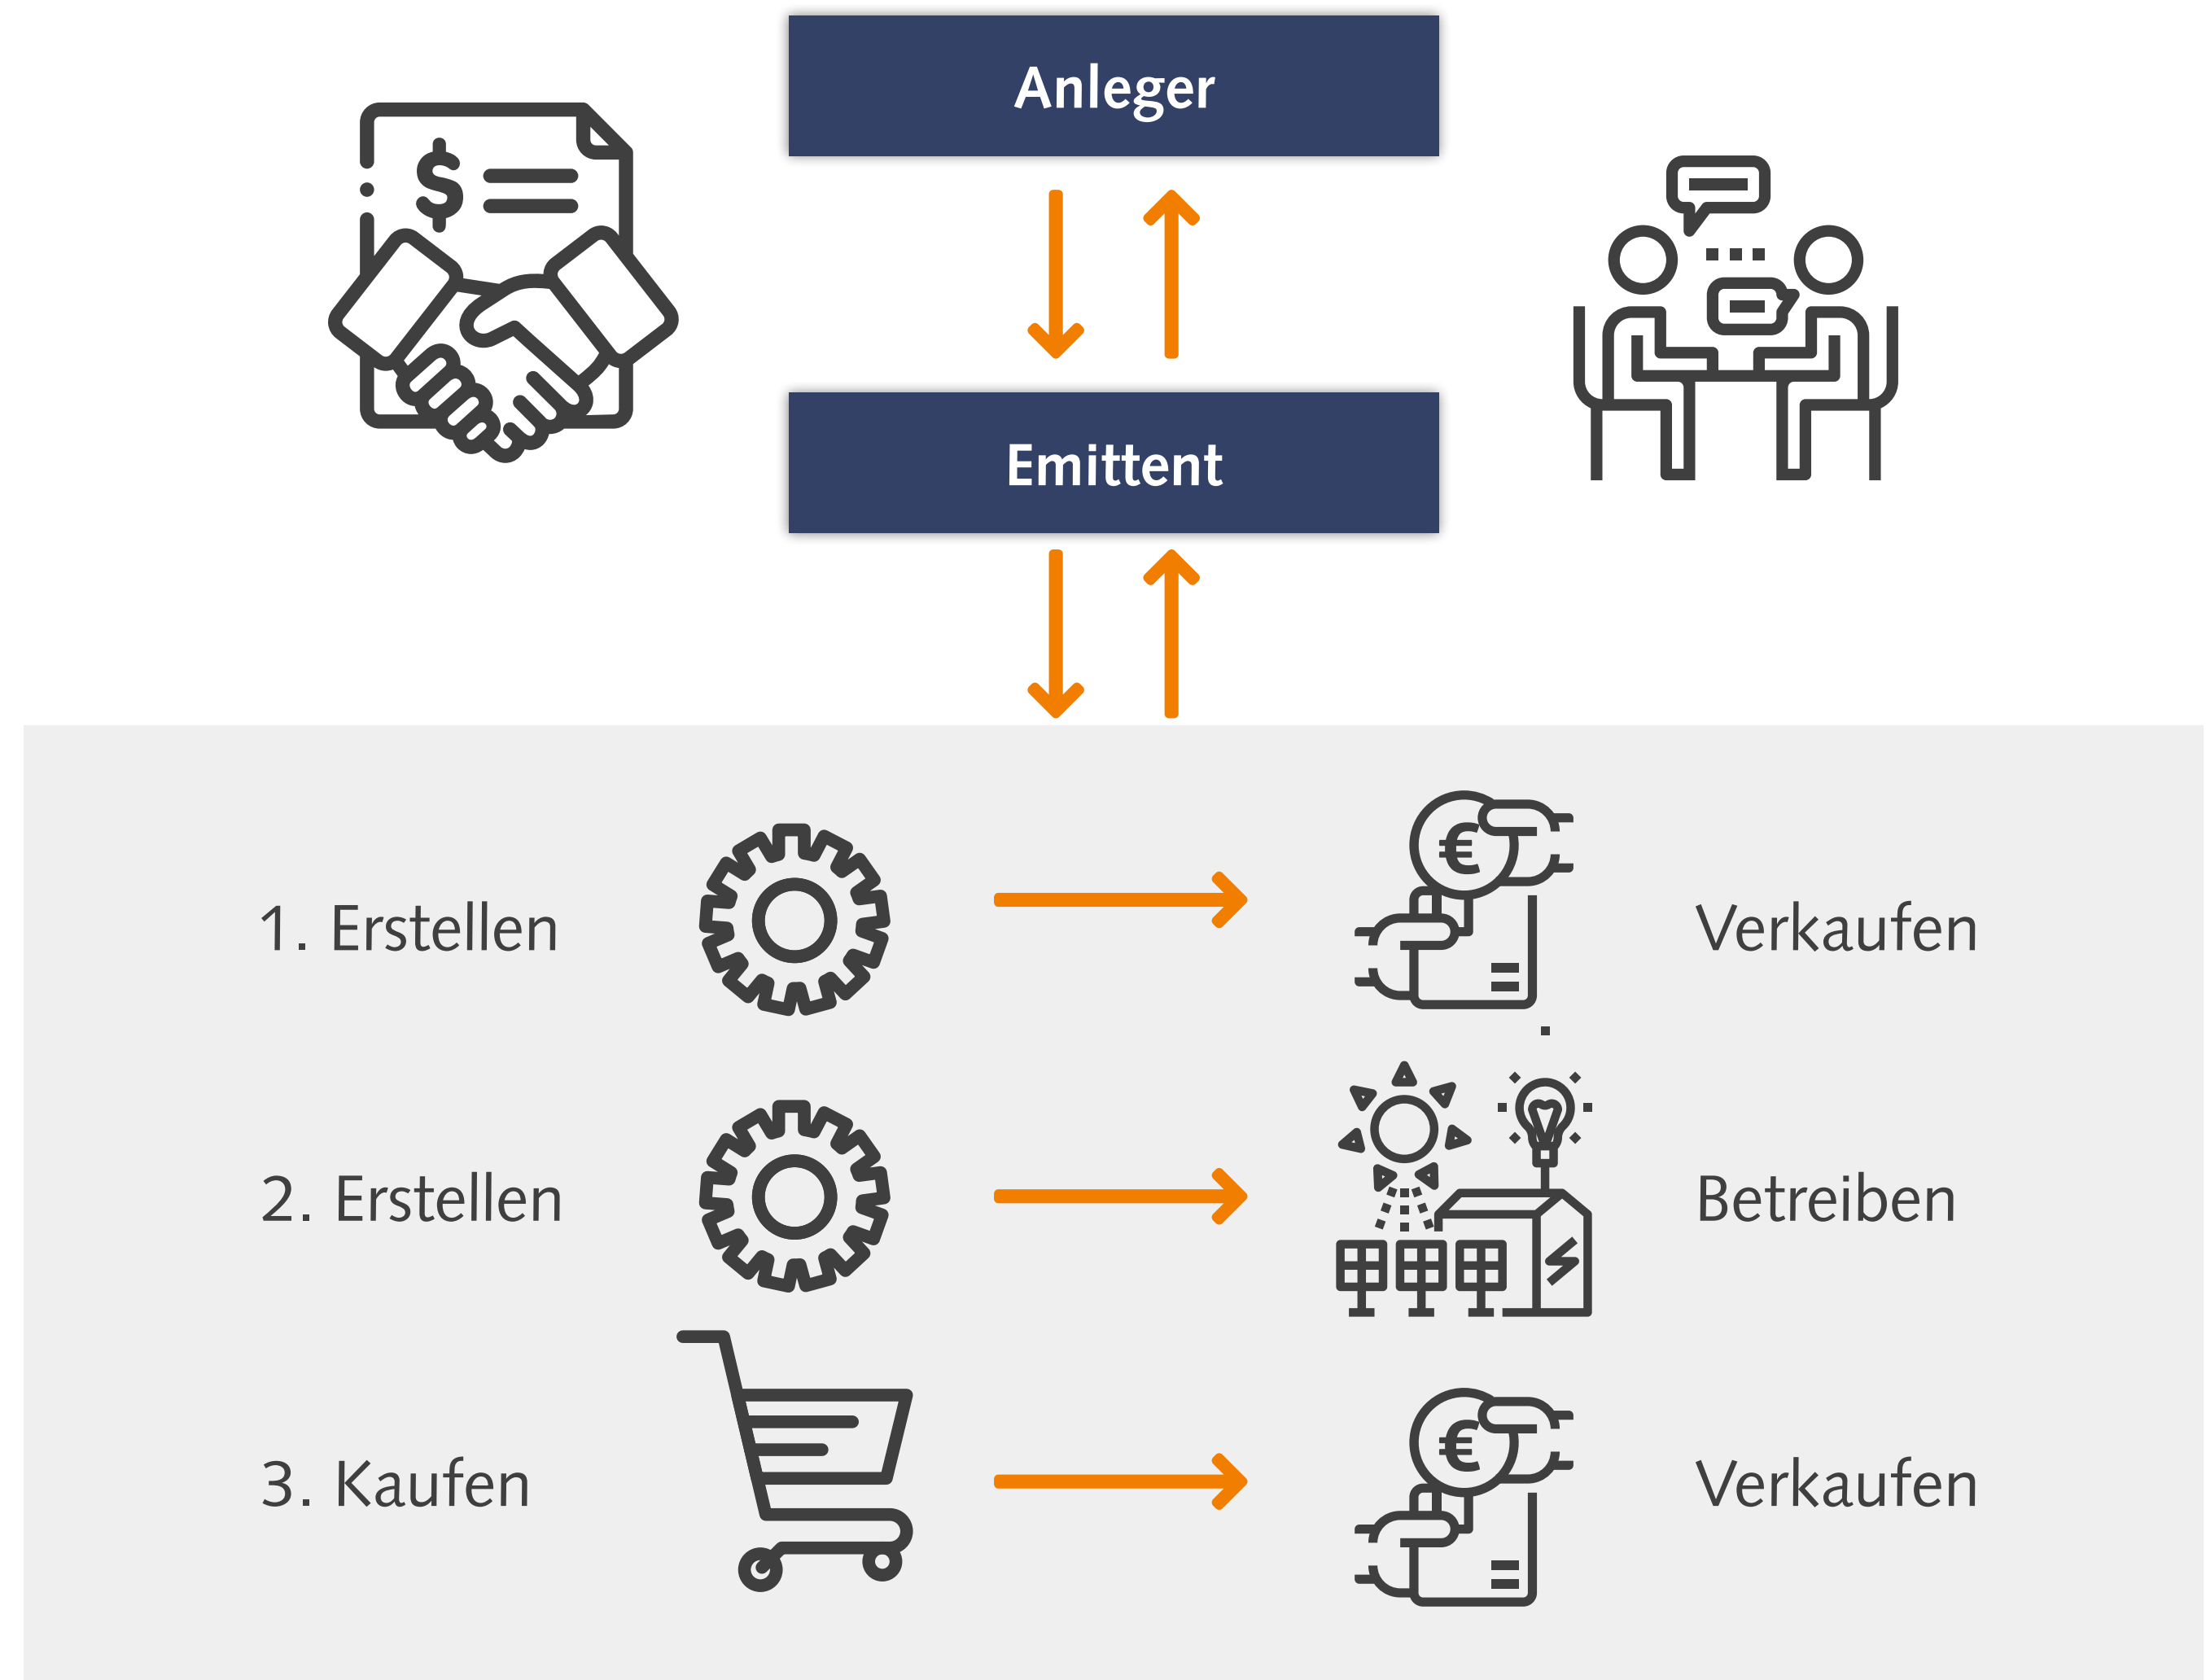 Anleger
$
Emittent
€
1. Erstellen
Verkaufen
2. Erstellen
Betreiben
€
3. Kaufen
Verkaufen